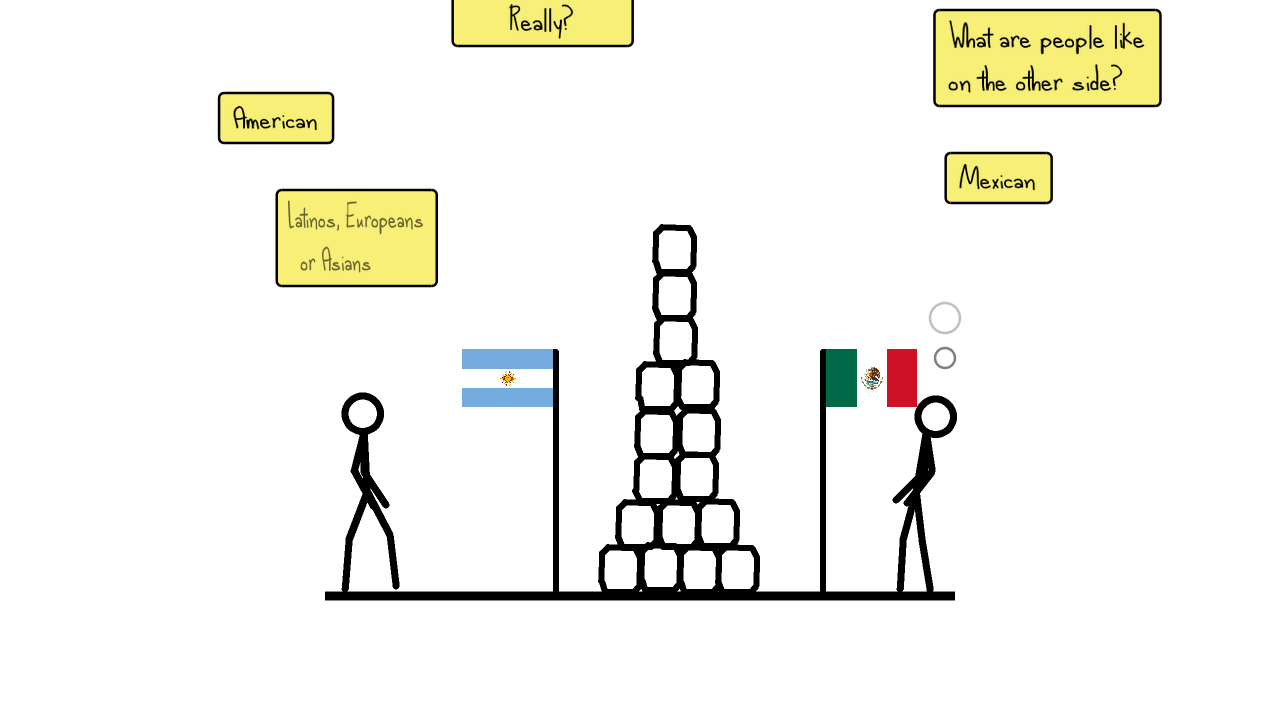 Really?
What are people like
on the other side?
American
Mexican
Latinos, Europeans
or Asians